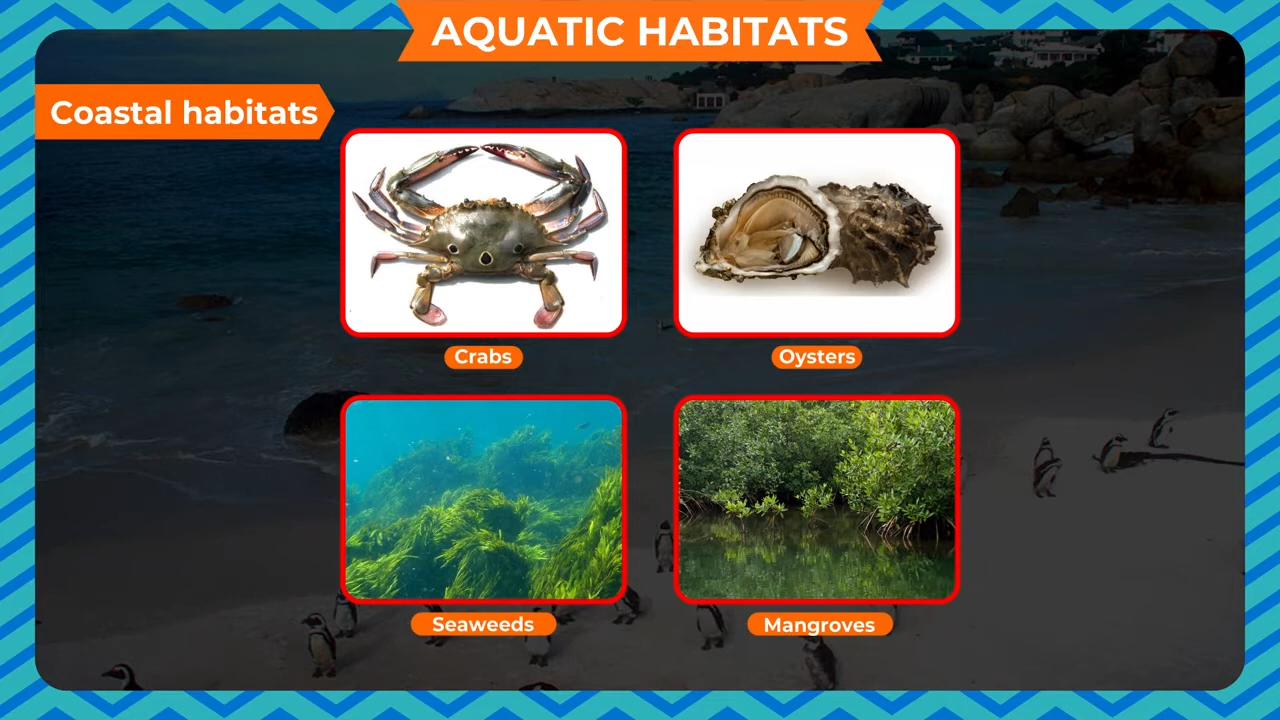 AQUATIC HABITATS
Coastal habitats
Crabs
Oysters
Seaweeds
Mangroves